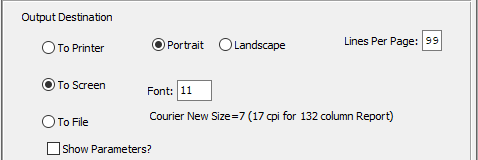 Output Destination
To Printer Portrait Landscape Lines Per Page: 99
To Screen Font: 11
To File Courier New Size=7 (17 cpi for 132 column Report)
Show Parameters?